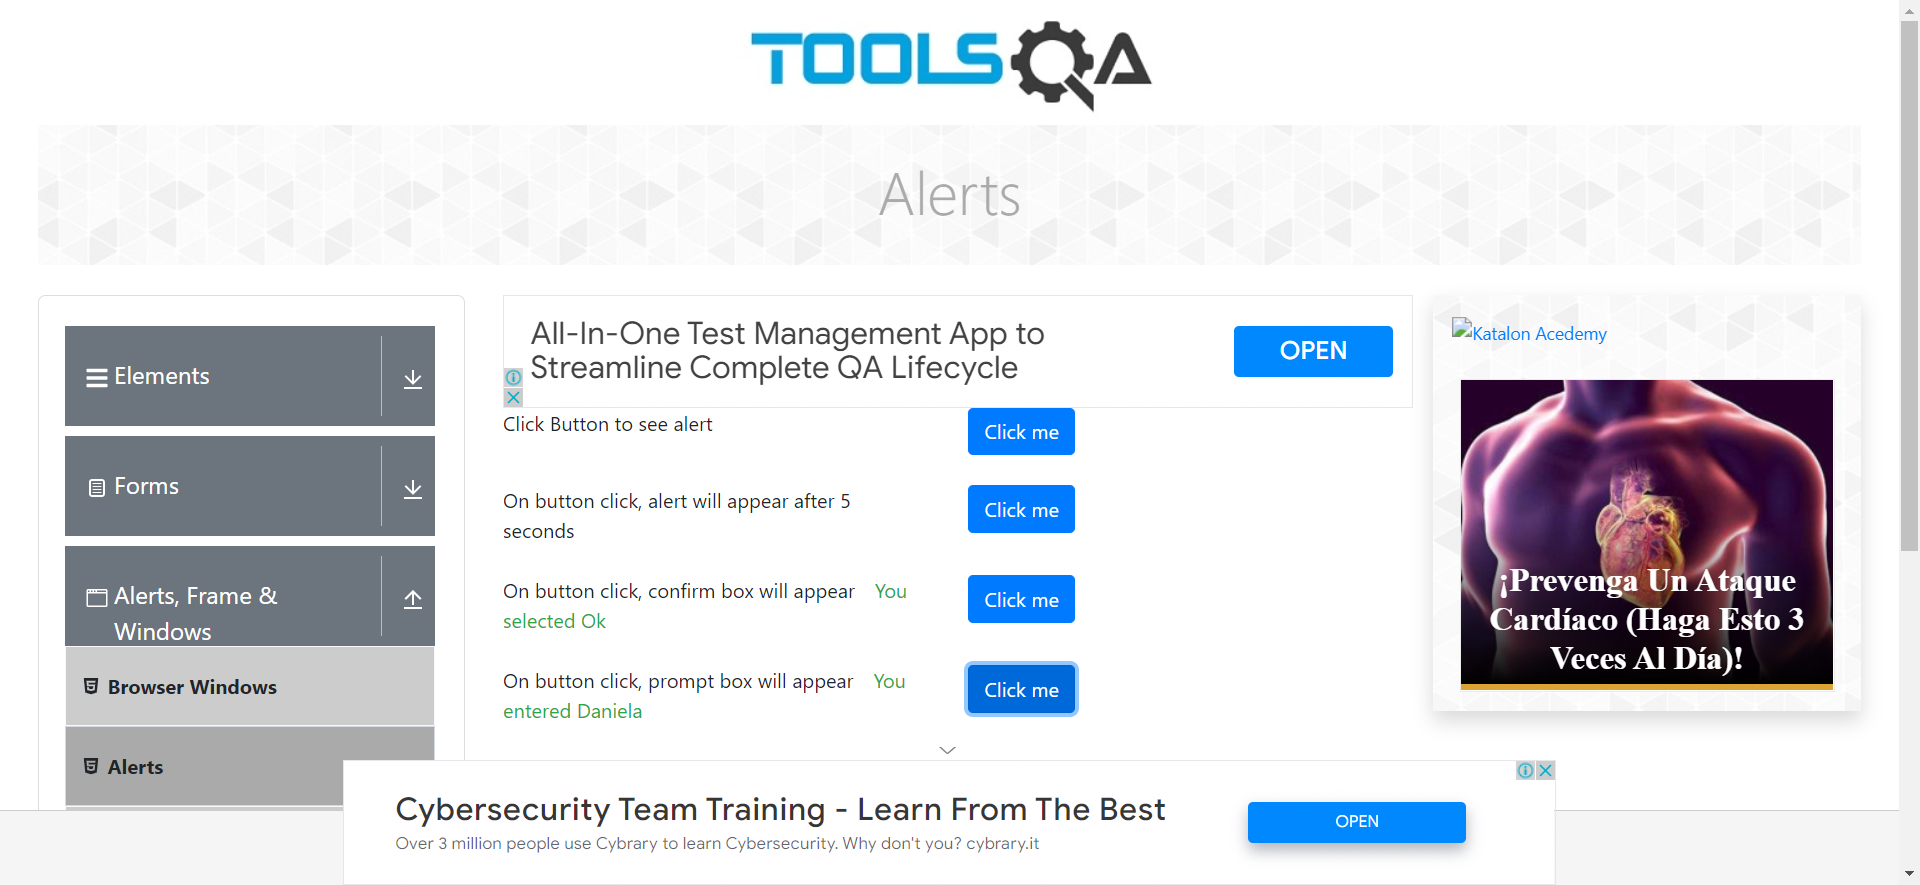 TOOLSQA
Alerts
Elements
Forms
Alerts, Frame &
Windows
Browser Windows
Alerts
All-In-One Test Management App to
Streamline Complete QA Lifecycle
OPEN
Click Button to see alert
Click me
On button click, alert will appear after 5
seconds
Click me
On button click, confirm box will appear You
selected Ok
Click me
On button click, prompt box will appear You
entered Daniela
Click me
Katalon Acedemy
¡Prevenga Un Ataque
Cardíaco (Haga Esto 3
Veces Al Día)!
Cybersecurity Team Training - Learn From The Best
Over 3 million people use Cybrary to learn Cybersecurity. Why don't you? cybrary.it
OPEN